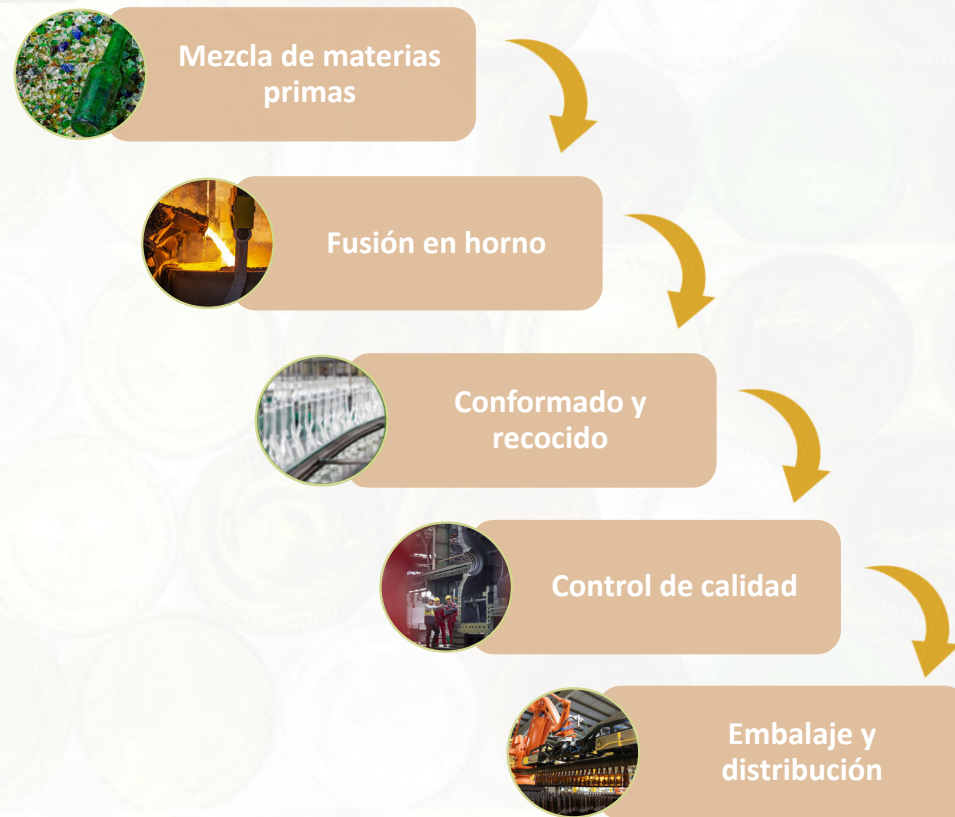 Mezcla de materias
primas
Fusión en horno
Conformado y
recocido
Control de calidad
Embalaje y
distribución